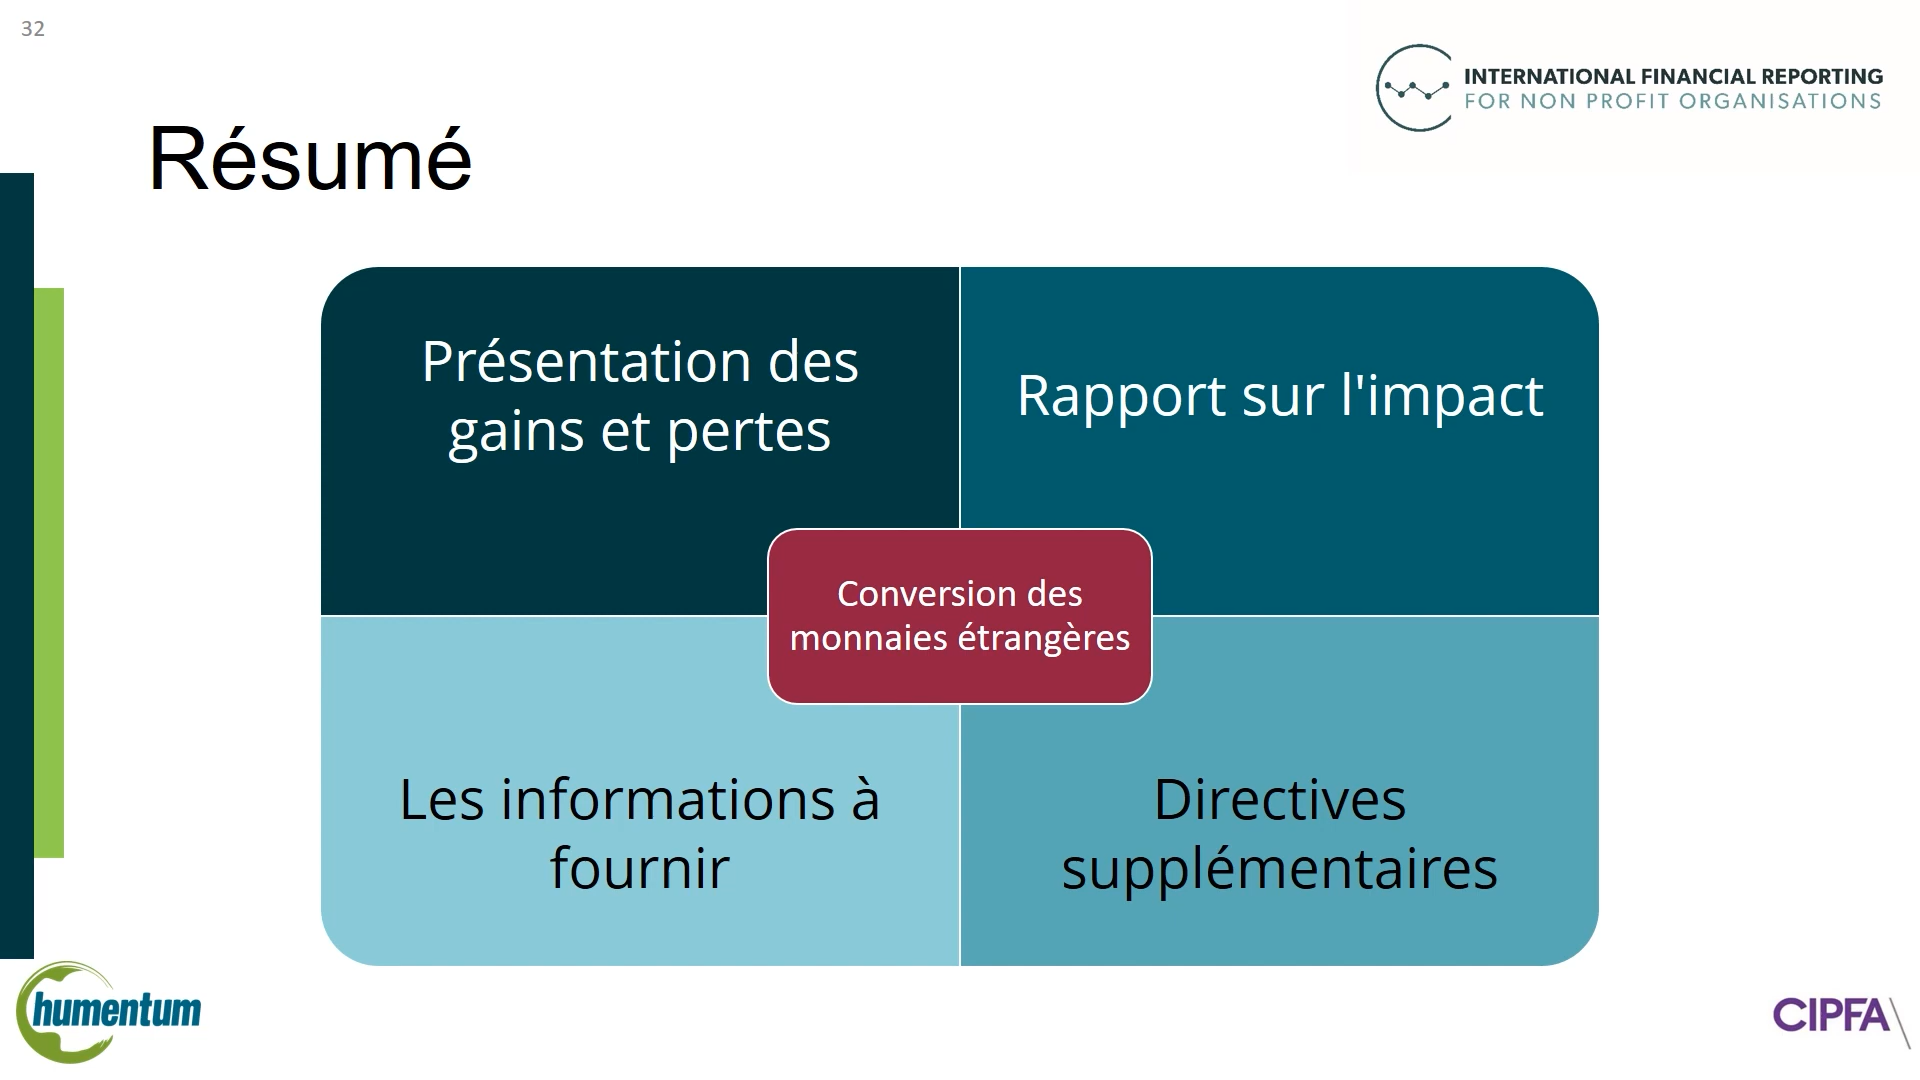 32
INTERNATIONAL FINANCIAL REPORTING
FOR NON PROFIT ORGANISATIONS
Résumé
Présentation des
gains et pertes
Rapport sur l'impact
Conversion des
monnaies étrangères
Les informations à
fournir
Directives
supplémentaires
humentum
CIPFA